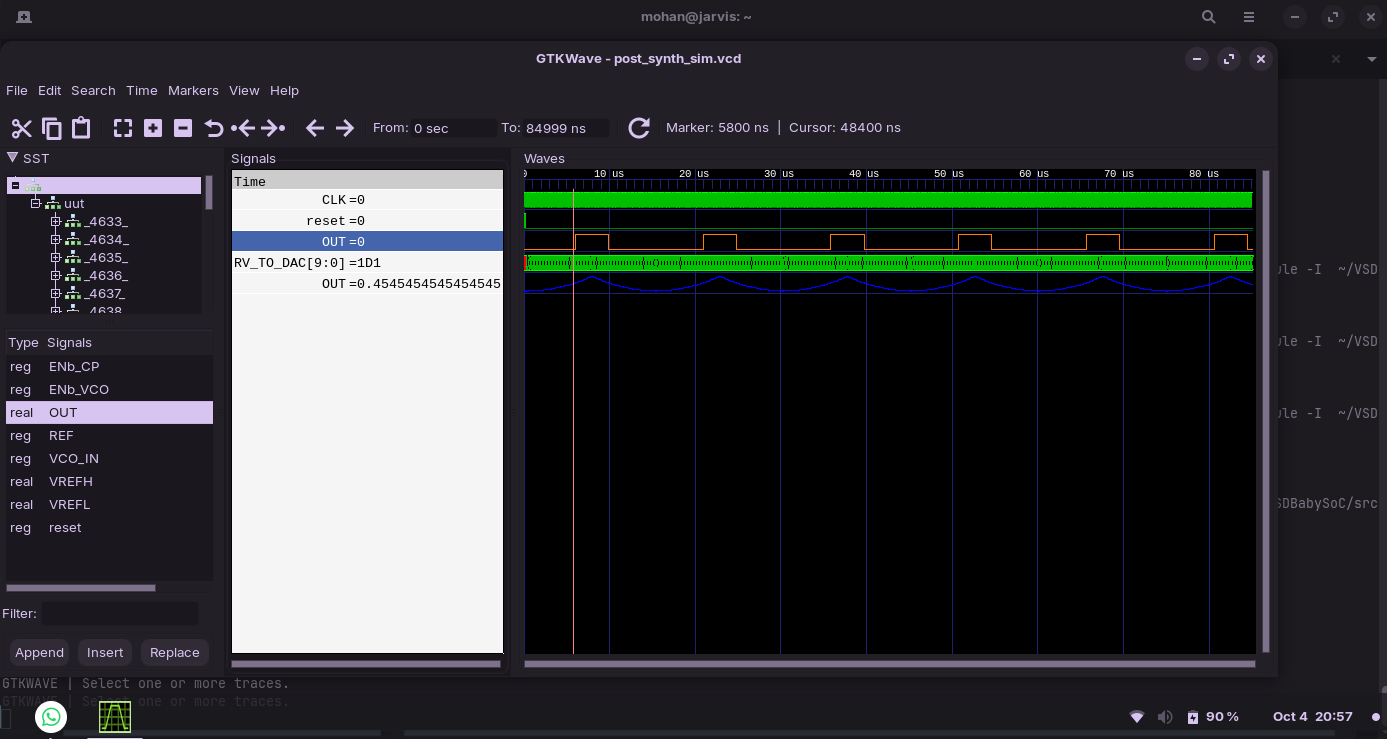 mohan@jarvis: ~
GTKWave - post_synth_sim.vcd
File Edit Search Time Markers View Help
From: 0 sec To: 84999 ns Marker: 5800 ns | Cursor: 48400 ns
SST
uut
_4633_
_4634_
_4635_
_4636_
_4637_
_4638_
Type Signals
reg ENb_CP
reg ENb_VCO
real OUT
reg REF
reg VCO_IN
real VREFH
real VREFL
reg reset
Filter:
Append Insert Replace
Signals
Time
CLK =0
reset =0
OUT =0
RV_TO_DAC[9:0] =1D1
OUT =0.4545454545454545
Waves
0 10 us 20 us 30 us 40 us 50 us 60 us 70 us 80 us
ule -I ~/VSD
ule -I ~/VSD
ule -I ~/VSD
SDBabySoC/src
GTKWAVE | Select one or more traces.
GTKWAVE | Select one or more traces.
90 % Oct 4 20:57